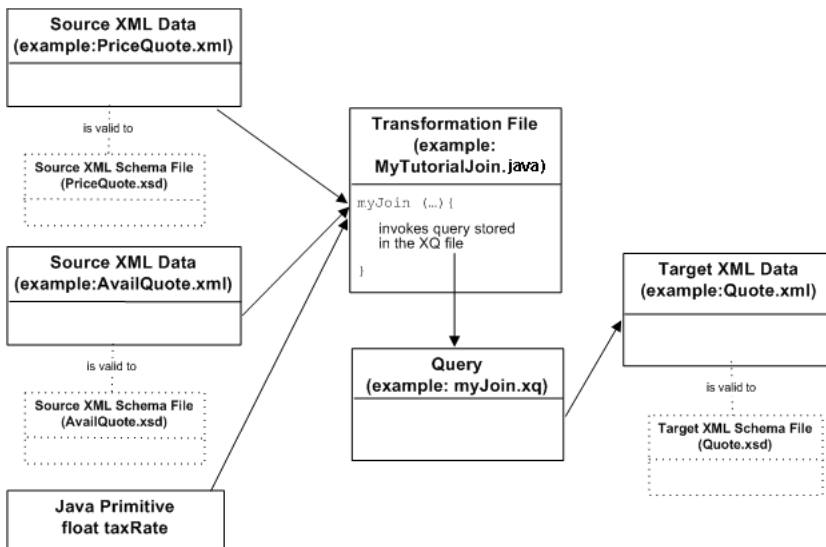 Source XML Data
(example:PriceQuote.xml)
is valid to
Source XML Schema File
(PriceQuote.xsd)
Source XML Data
(example:AvailQuote.xml)
is valid to
Source XML Schema File
(AvailQuote.xsd)
Java Primitive
float taxRate
Transformation File
(example:
MyTutorialJoin.java)
myJoin (…){
invokes query stored
in the XQ file
}
Query
(example: myJoin.xq)
Target XML Data
(example:Quote.xml)
is valid to
Target XML Schema File
(Quote.xsd)